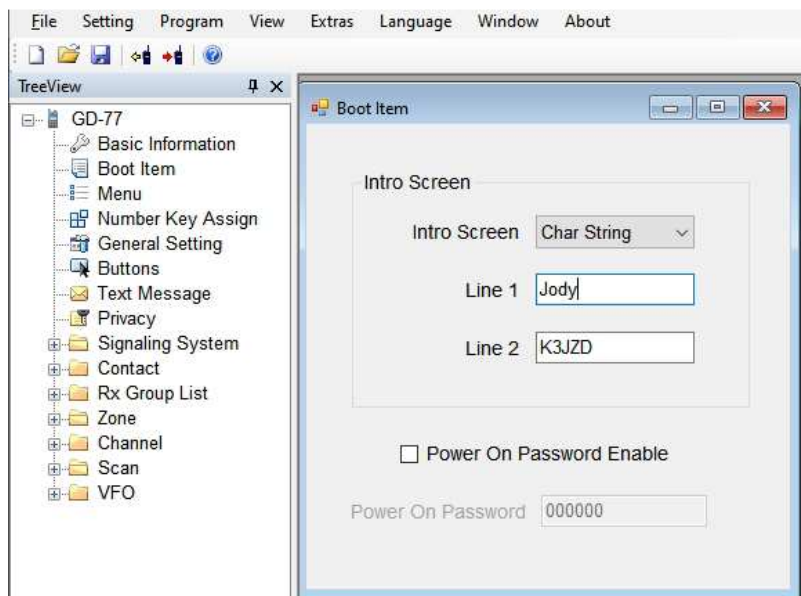 File Setting Program View Extras Language Window About
TreeView
GD-77
Basic Information
Boot Item
Menu
Number Key Assign
General Setting
Buttons
Text Message
Privacy
Signaling System
Contact
Rx Group List
Zone
Channel
Scan
VFO
Boot Item
Intro Screen
Intro Screen Char String
Line 1 Jody
Line 2 K3JZD
Power On Password Enable
Power On Password 000000